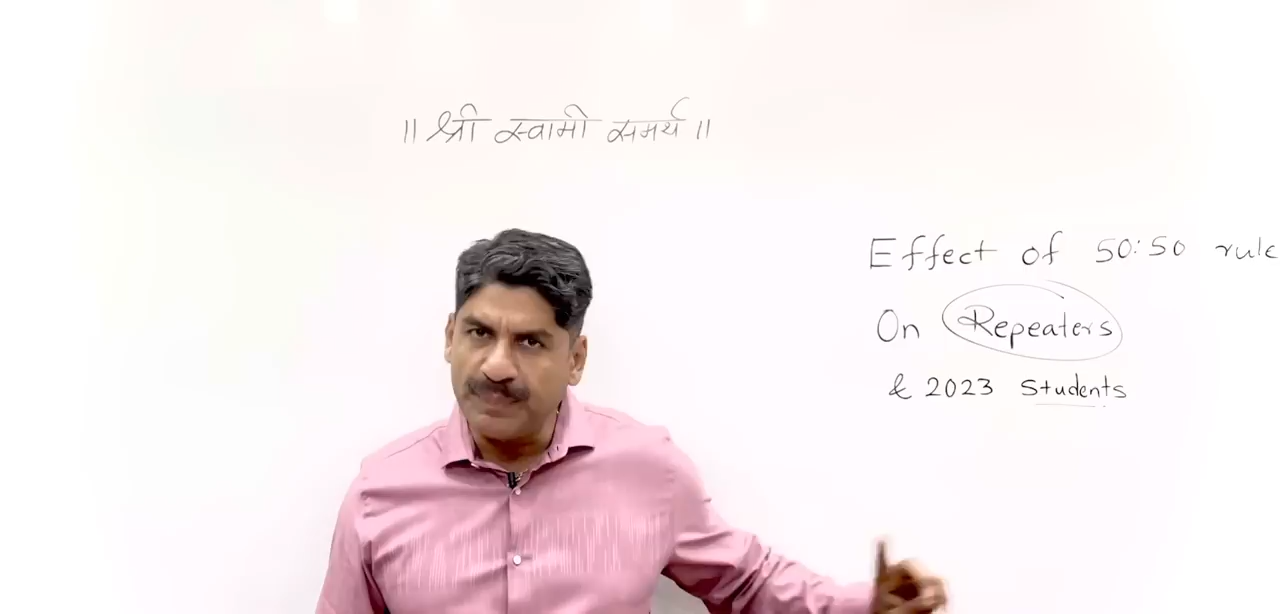 ॥ श्री स्वामी समर्थ ॥
Effect of 50:50 rule
On Repeaters
& 2023 Students